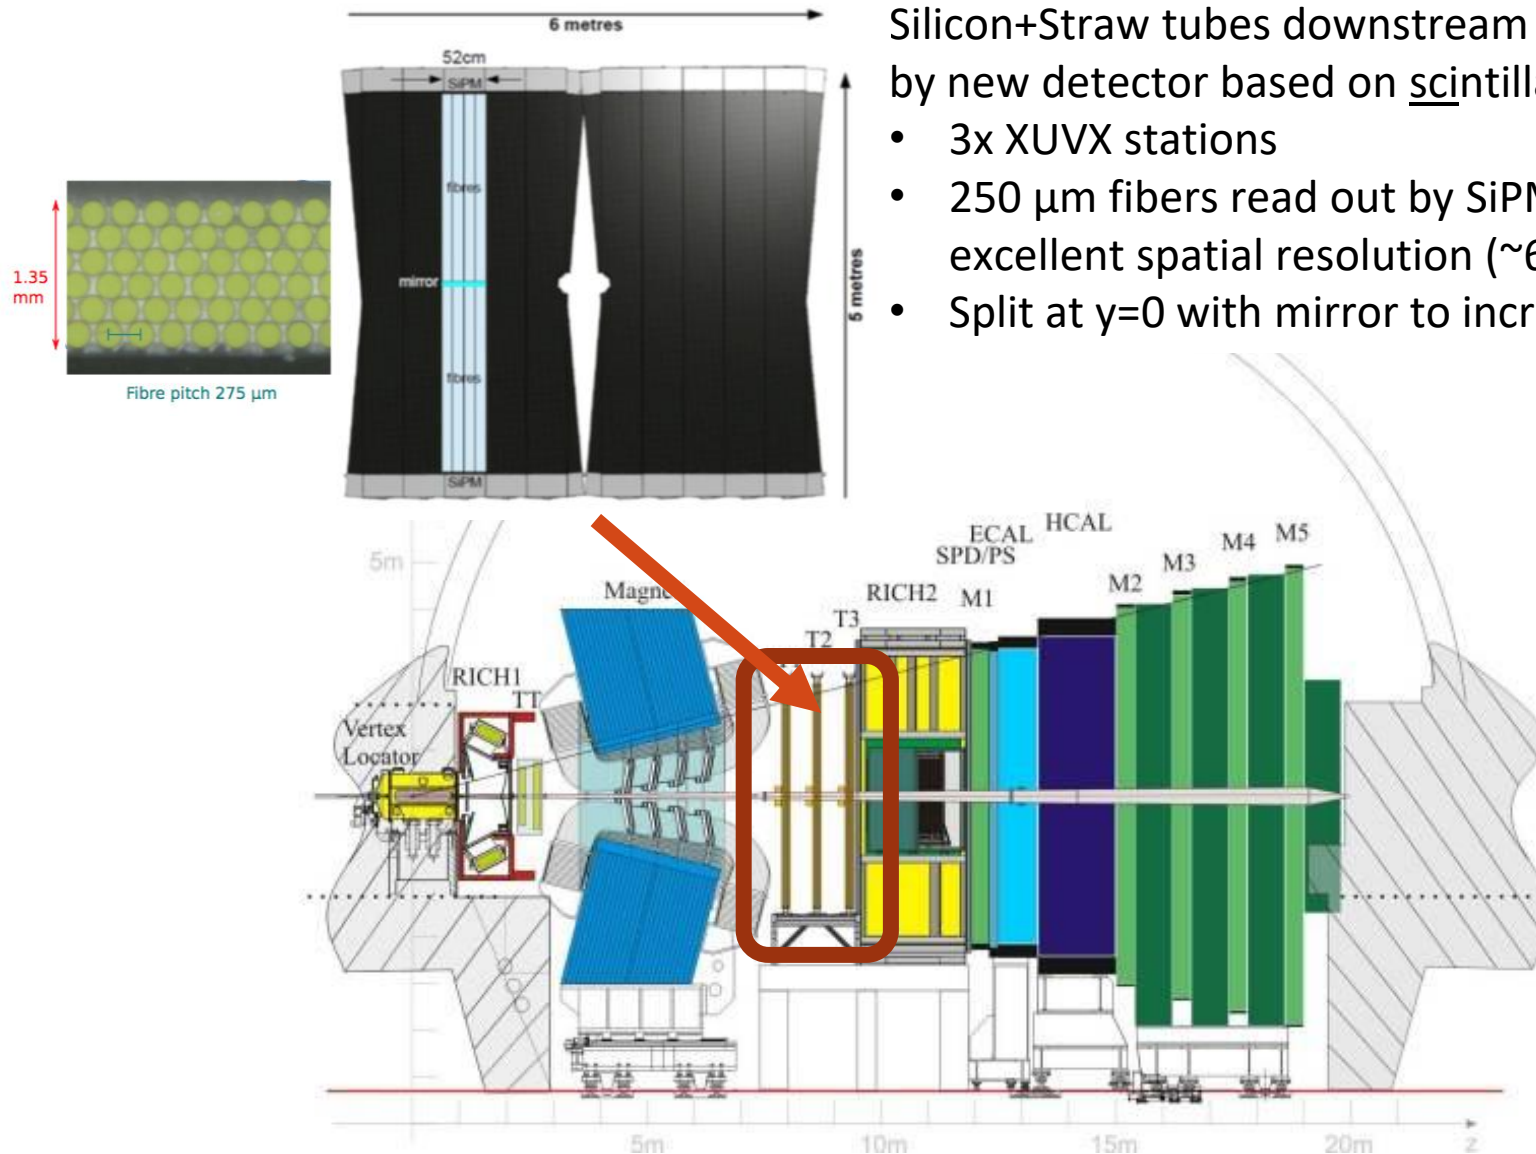 6 metres
52cm
SiPM
fibres
mirror
fibres
SiPM
5 metres
1.35
mm
Fibre pitch 275 μm
Silicon+Straw tubes downstream
by new detector based on scintill
• 3x XUVX stations
• 250 μm fibers read out by SiPM
excellent spatial resolution (~6
• Split at y=0 with mirror to incr
5m
Vertex
Locator
RICH1
TT
Magne
T2
T3
RICH2
SPD/PS
M1
ECAL
HCAL
M2
M3
M4
M5
5m
10m
15m
20m
z